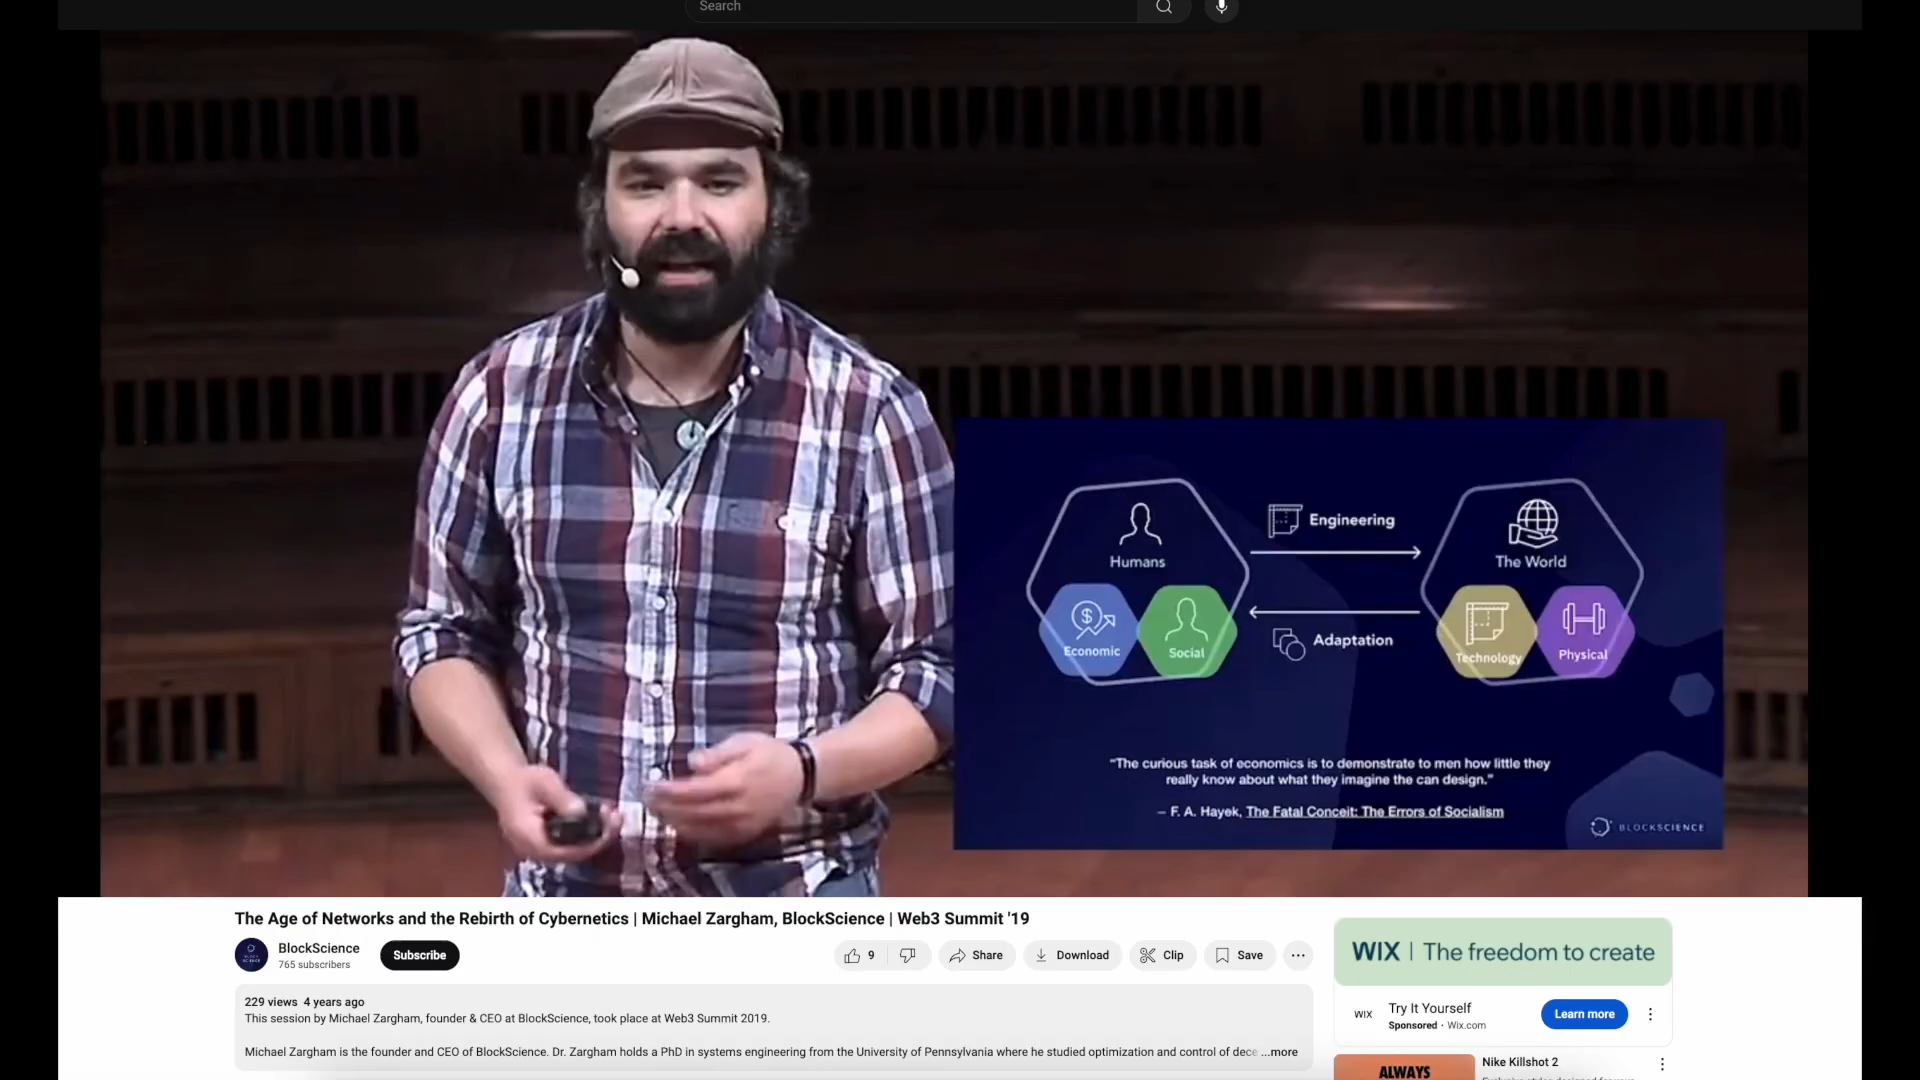 Search
Humans
Economic
Social
Engineering
Adaptation
The World
Technology
Physical
“The curious task of economics is to demonstrate to men how little they
really know about what they imagine the can design.”
– F. A. Hayek, The Fatal Conceit: The Errors of Socialism
BLOCKSCIENCE
The Age of Networks and the Rebirth of Cybernetics | Michael Zargham, BlockScience | Web3 Summit '19
BlockScience
765 subscribers
Subscribe
9
Share
Download
Clip
Save
229 views 4 years ago
This session by Michael Zargham, founder & CEO at BlockScience, took place at Web3 Summit 2019.
Michael Zargham is the founder and CEO of BlockScience. Dr. Zargham holds a PhD in systems engineering from the University of Pennsylvania where he studied optimization and control of dece ...more
WIX | The freedom to create
WIX
Try It Yourself
Sponsored · Wix.com
Learn more
ALWAYS
Nike Killshot 2